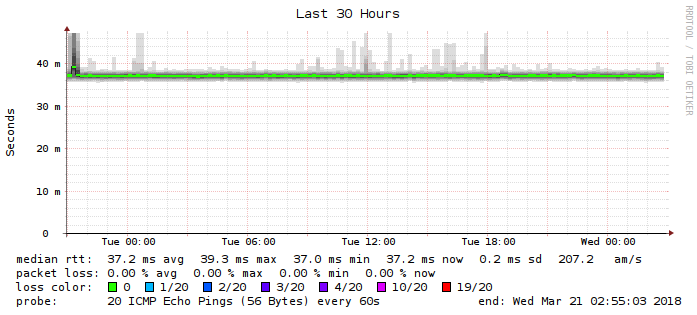 Last 30 Hours
RRDTOOL / TOBI OETIKER
Seconds
40 m
30 m
20 m
10 m
0
Tue 00:00 Tue 06:00 Tue 12:00 Tue 18:00 Wed 00:00
median rtt: 37.2 ms avg 39.3 ms max 37.0 ms min 37.2 ms now 0.2 ms sd 207.2 am/s
packet loss: 0.00 % avg 0.00 % max 0.00 % min 0.00 % now
loss color: 0 1/20 2/20 3/20 4/20 10/20 19/20
probe: 20 ICMP Echo Pings (56 Bytes) every 60s end: Wed Mar 21 02:55:03 2018